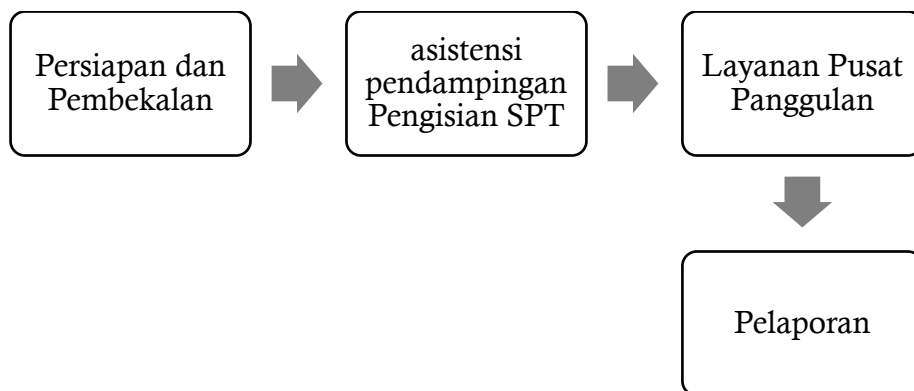 Persiapan dan
Pembekalan
asistensi
pendampingan
Pengisian SPT
Layanan Pusat
Panggulan
Pelaporan